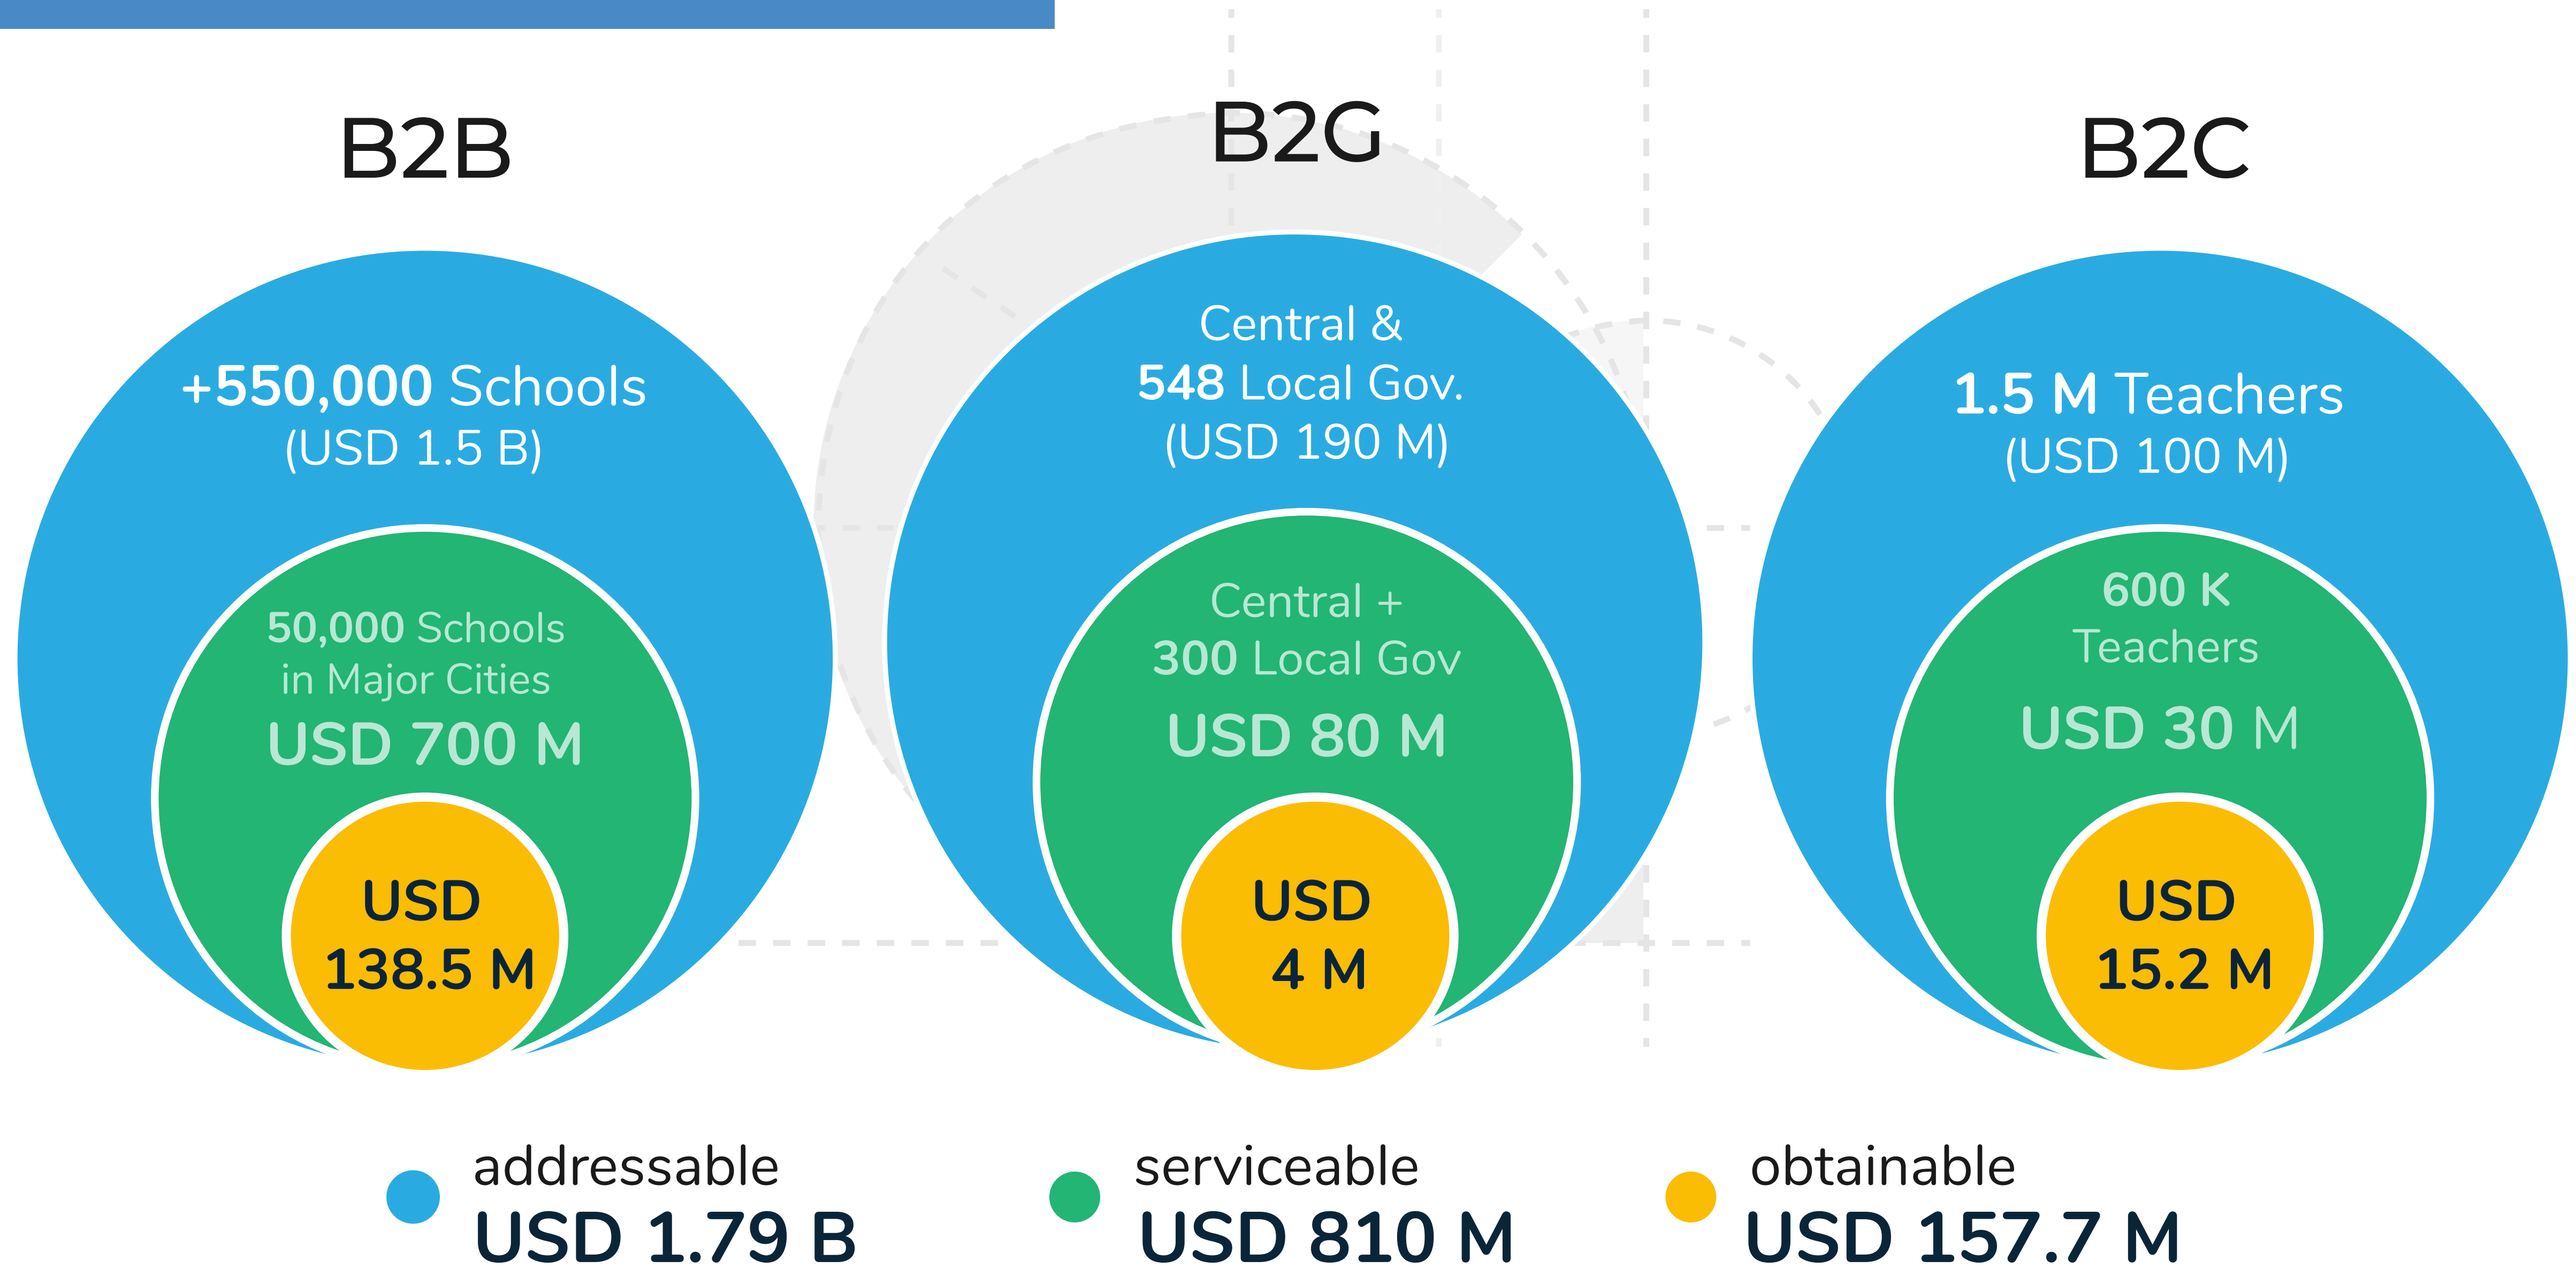 B2B
+550,000 Schools
(USD 1.5 B)
50,000 Schools
in Major Cities
USD 700 M
USD
138.5 M
B2G
Central &
548 Local Gov.
(USD 190 M)
Central +
300 Local Gov
USD 80 M
USD
4 M
B2C
1.5 M Teachers
(USD 100 M)
600 K
Teachers
USD 30 M
USD
15.2 M
addressable
USD 1.79 B
serviceable
USD 810 M
obtainable
USD 157.7 M